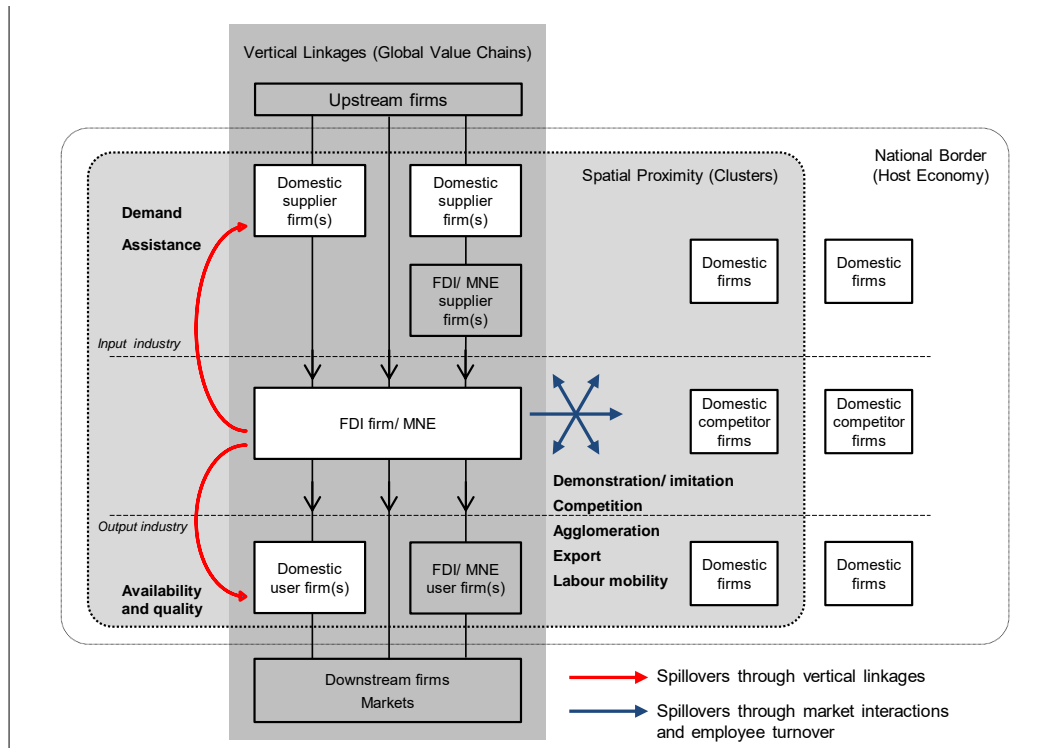 Vertical Linkages (Global Value Chains)
Upstream firms
National Border
(Host Economy)
Spatial Proximity (Clusters)
Domestic
supplier
firm(s)
Domestic
supplier
firm(s)
Demand
Assistance
Domestic
firms
Domestic
firms
FDI/ MNE
supplier
firm(s)
Input industry
FDI firm/ MNE
Domestic
competitor
firms
Domestic
competitor
firms
Demonstration/ imitation
Competition
Agglomeration
Export
Labour mobility
Output industry
Domestic
user firm(s)
FDI/ MNE
user firm(s)
Domestic
firms
Domestic
firms
Availability
and quality
Downstream firms
Markets
Spillovers through vertical linkages
Spillovers through market interactions
and employee turnover